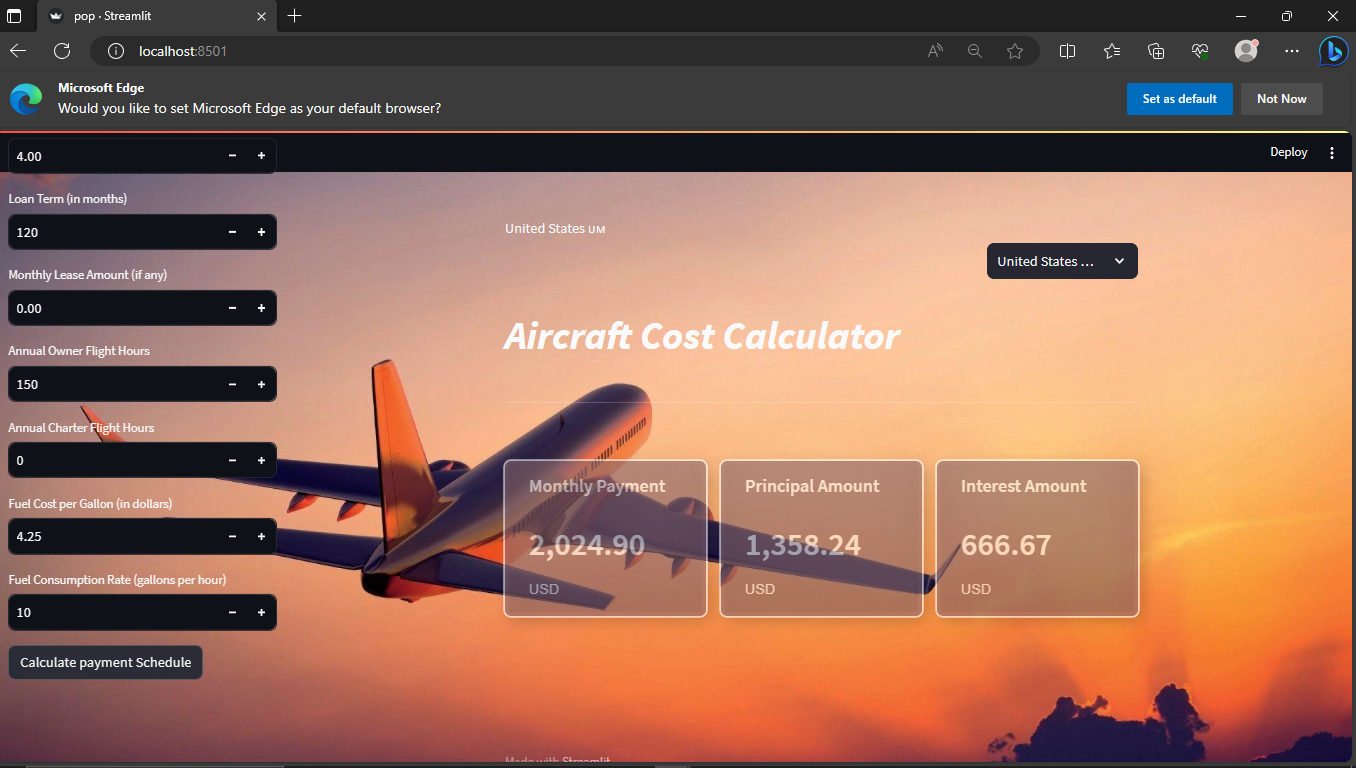 pop · Streamlit
localhost:8501
Microsoft Edge
Would you like to set Microsoft Edge as your default browser?
Set as default
Not Now
Deploy
4.00
Loan Term (in months)
120
Monthly Lease Amount (if any)
0.00
Annual Owner Flight Hours
150
Annual Charter Flight Hours
0
Fuel Cost per Gallon (in dollars)
4.25
Fuel Consumption Rate (gallons per hour)
10
Calculate payment Schedule
United States UM
United States ...
Aircraft Cost Calculator
Monthly Payment
2,024.90
USD
Principal Amount
1,358.24
USD
Interest Amount
666.67
USD
Made with Streamlit